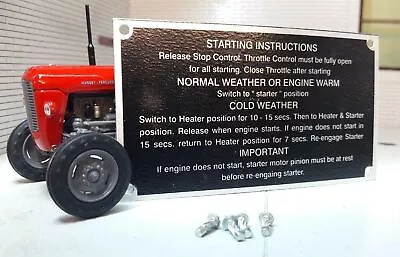 STARTING INSTRUCTIONS
Release Stop Control. Throttle Control must be fully open
for all starting. Close Throttle after starting
NORMAL WEATHER OR ENGINE WARM
Switch to " starter " position
COLD WEATHER
Switch to Heater position for 10 - 15 secs. Then to Heater & Starter
position. Release when engine starts. If engine does not start in
15 secs. return to Heater position for 7 secs. Re-engage Starter
IMPORTANT
If engine does not start, starter motor pinion must be at rest
before re-engaing starter.
MASSEY - FERGUSON